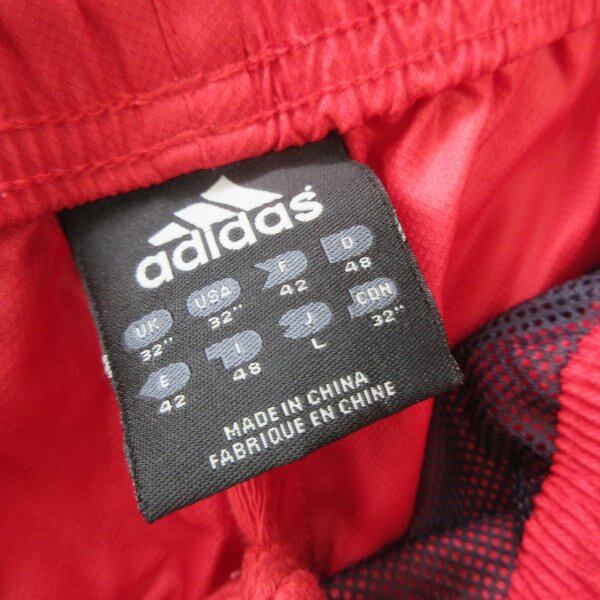 adidas
UK USA F D
32" 32" 42 48
E I J CDN
42 48 L 32"
MADE IN CHINA
FABRIQUE EN CHINE